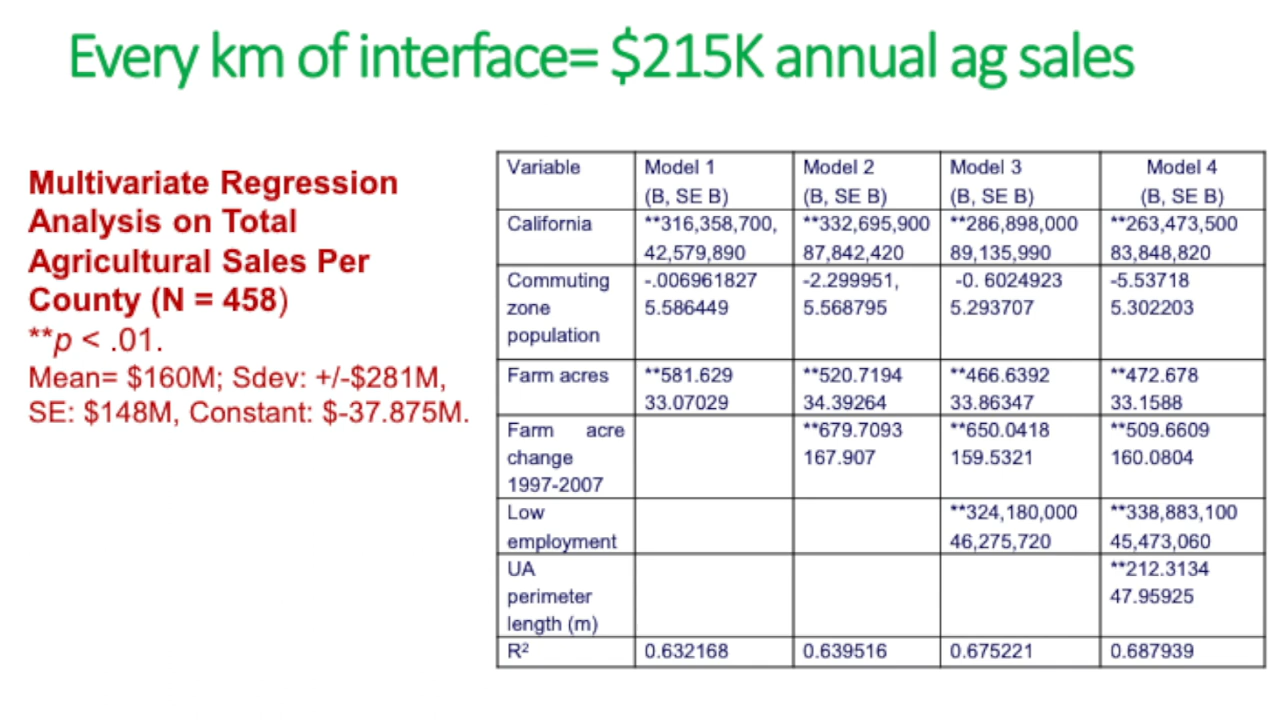 Every km of interface= $215K annual ag sales
Multivariate Regression
Analysis on Total
Agricultural Sales Per
County (N = 458)
**p < .01.
Mean= $160M; Sdev: +/-$281M,
SE: $148M, Constant: $-37.875M.
Variable Model 1 Model 2 Model 3 Model 4
(B, SE B) (B, SE B) (B, SE B) (B, SE B)
California **316,358,700, **332,695,900 **286,898,000 **263,473,500
42,579,890 87,842,420 89,135,990 83,848,820
Commuting -.006961827 -2.299951, -0. 6024923 -5.53718
zone 5.586449 5.568795 5.293707 5.302203
population
Farm acres **581.629 **520.7194 **466.6392 **472.678
33.07029 34.39264 33.86347 33.1588
Farm acre **679.7093 **650.0418 **509.6609
change 167.907 159.5321 160.0804
1997-2007
Low **324,180,000 **338,883,100
employment 46,275,720 45,473,060
UA **212.3134
perimeter 47.95925
length (m)
R² 0.632168 0.639516 0.675221 0.687939